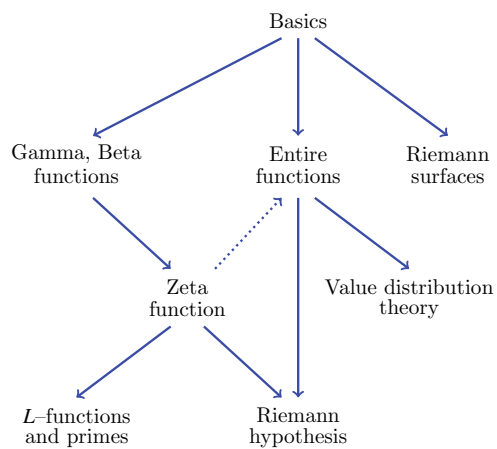 Basics
Gamma, Beta
functions
Entire
functions
Riemann
surfaces
Zeta
function
Value distribution
theory
L–functions
and primes
Riemann
hypothesis